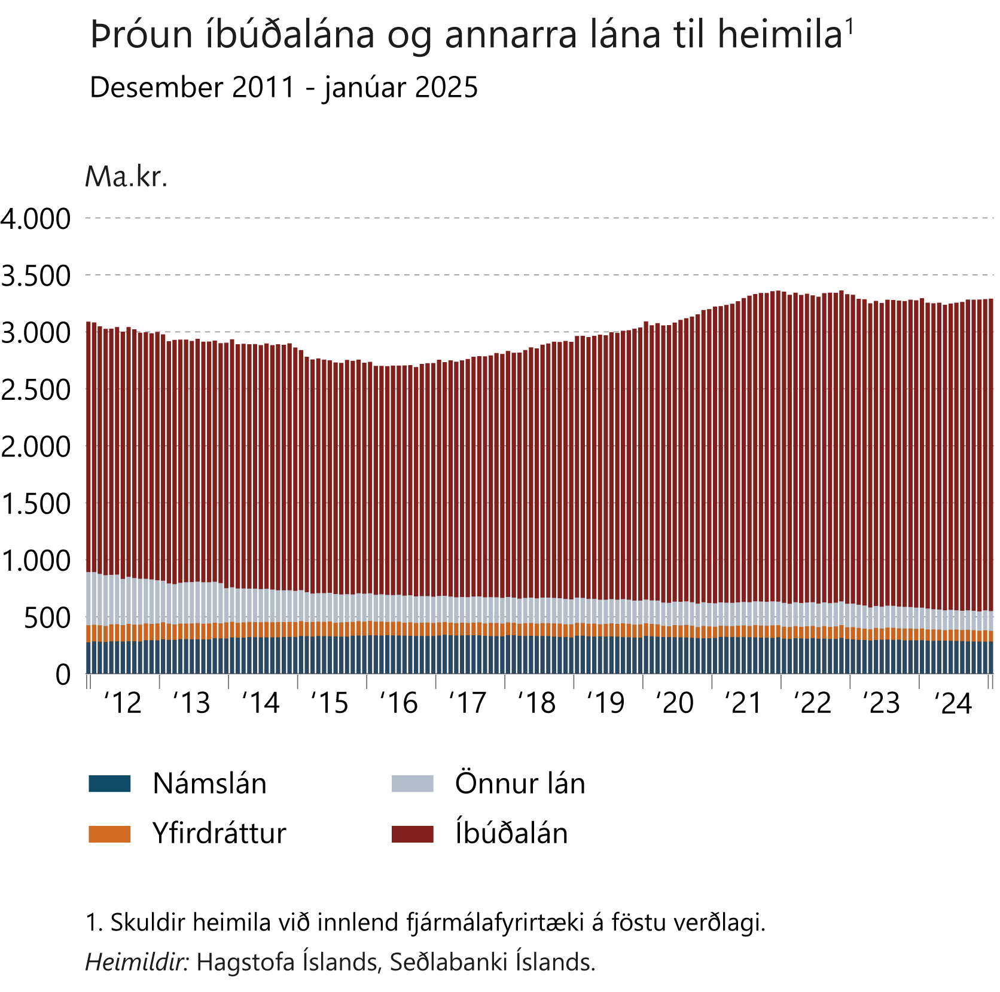 Þróun íbúðalána og annarra lána til heimila¹
Desember 2011 - janúar 2025
Ma.kr.
4.000
3.500
3.000
2.500
2.000
1.500
1.000
500
0
‘12 ‘13 ‘14 ‘15 ‘16 ‘17 ‘18 ‘19 ‘20 ‘21 ‘22 ‘23 ‘24
Námslán
Önnur lán
Yfirdráttur
Íbúðalán
1. Skuldir heimila við innlend fjármálafyrirtæki á föstu verðlagi.
Heimildir: Hagstofa Íslands, Seðlabanki Íslands.